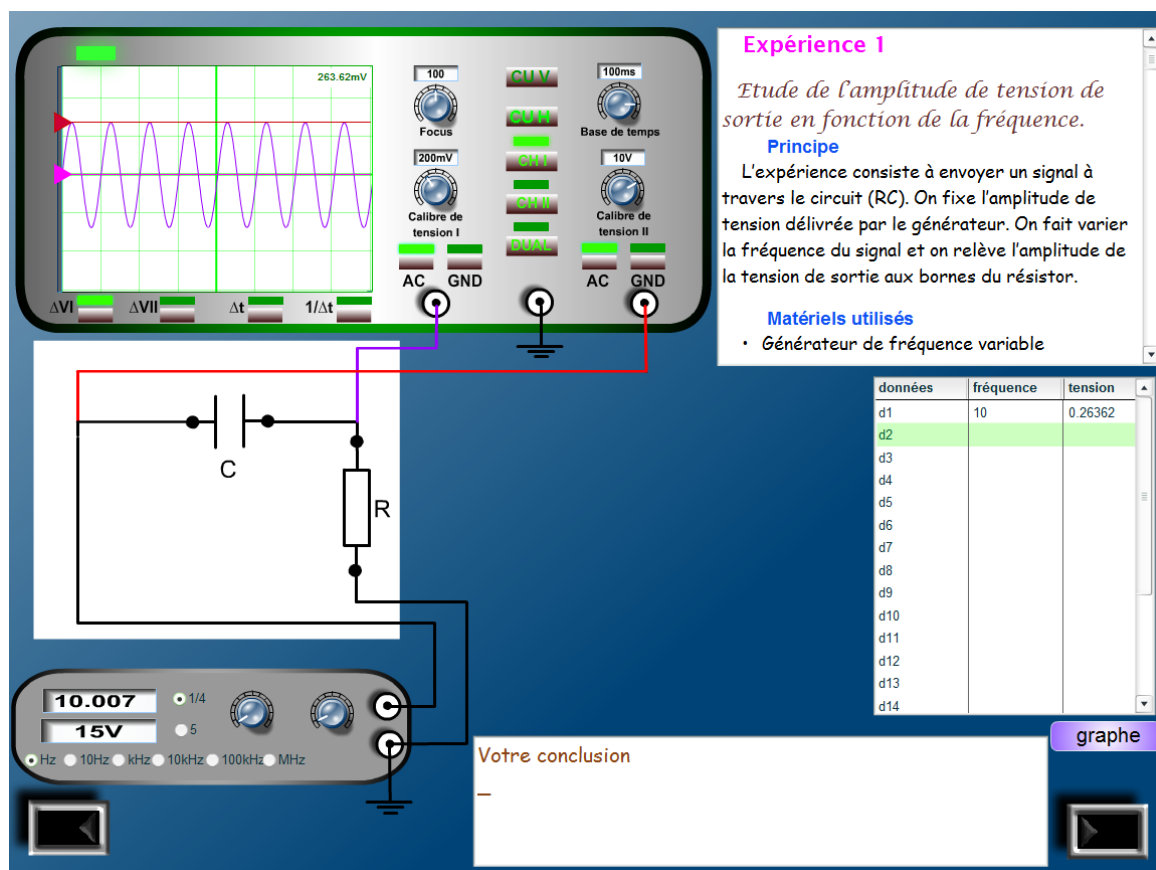 263.62mV
100
Focus
200mV
Calibre de
tension I
AC GND
CU V
CU H
CH I
CH II
DUAL
100ms
Base de temps
10V
Calibre de
tension II
AC GND
ΔVI ΔVII Δt 1/Δt
Expérience 1
Etude de l'amplitude de tension de
sortie en fonction de la fréquence.
Principe
L'expérience consiste à envoyer un signal à
travers le circuit (RC). On fixe l'amplitude de
tension délivrée par le générateur. On fait varier
la fréquence du signal et on relève l'amplitude de
la tension de sortie aux bornes du résistor.
Matériels utilisés
• Générateur de fréquence variable
C
R
données fréquence tension
d1 10 0.26362
d2
d3
d4
d5
d6
d7
d8
d9
d10
d11
d12
d13
d14
graphe
10.007 1/4
15V 5
Hz 10Hz kHz 10kHz 100kHz MHz
Votre conclusion
_